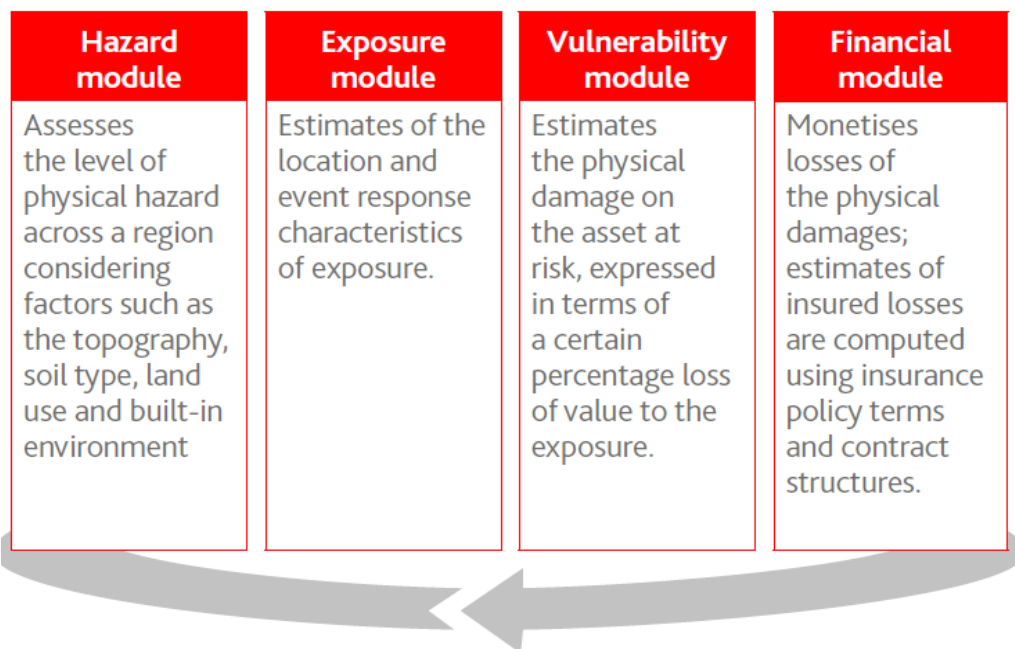 Hazard
module
Assesses
the level of
physical hazard
across a region
considering
factors such as
the topography,
soil type, land
use and built-in
environment
Exposure
module
Estimates of the
location and
event response
characteristics
of exposure.
Vulnerability
module
Estimates
the physical
damage on
the asset at
risk, expressed
in terms of
a certain
percentage loss
of value to the
exposure.
Financial
module
Monetises
losses of
the physical
damages;
estimates of
insured losses
are computed
using insurance
policy terms
and contract
structures.